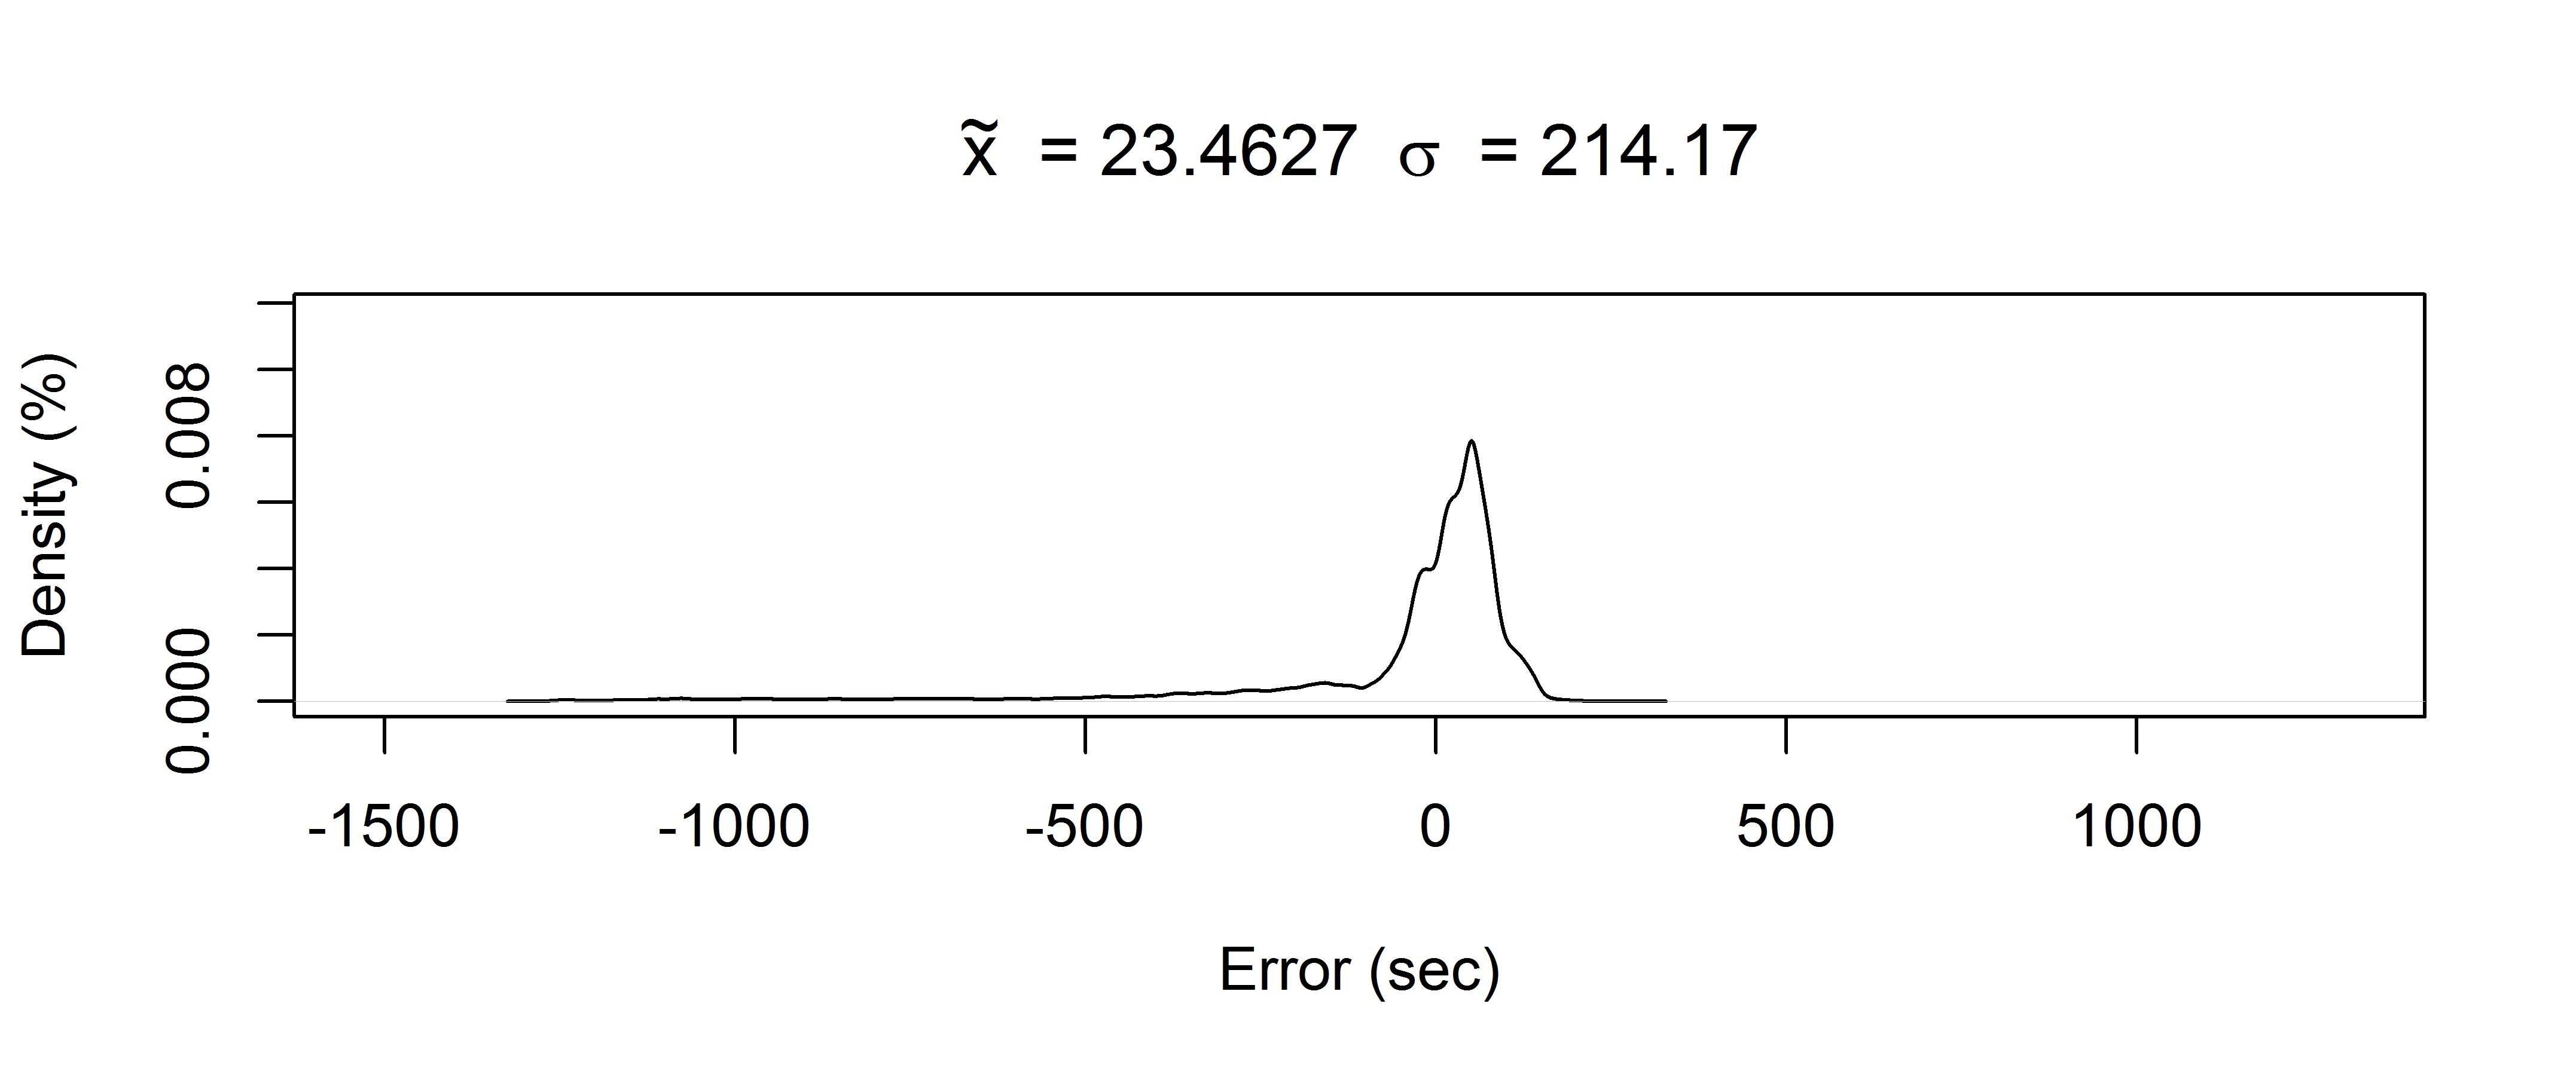 x̃ = 23.4627 σ = 214.17
Density (%)
0.008
0.000
-1500 -1000 -500 0 500 1000
Error (sec)